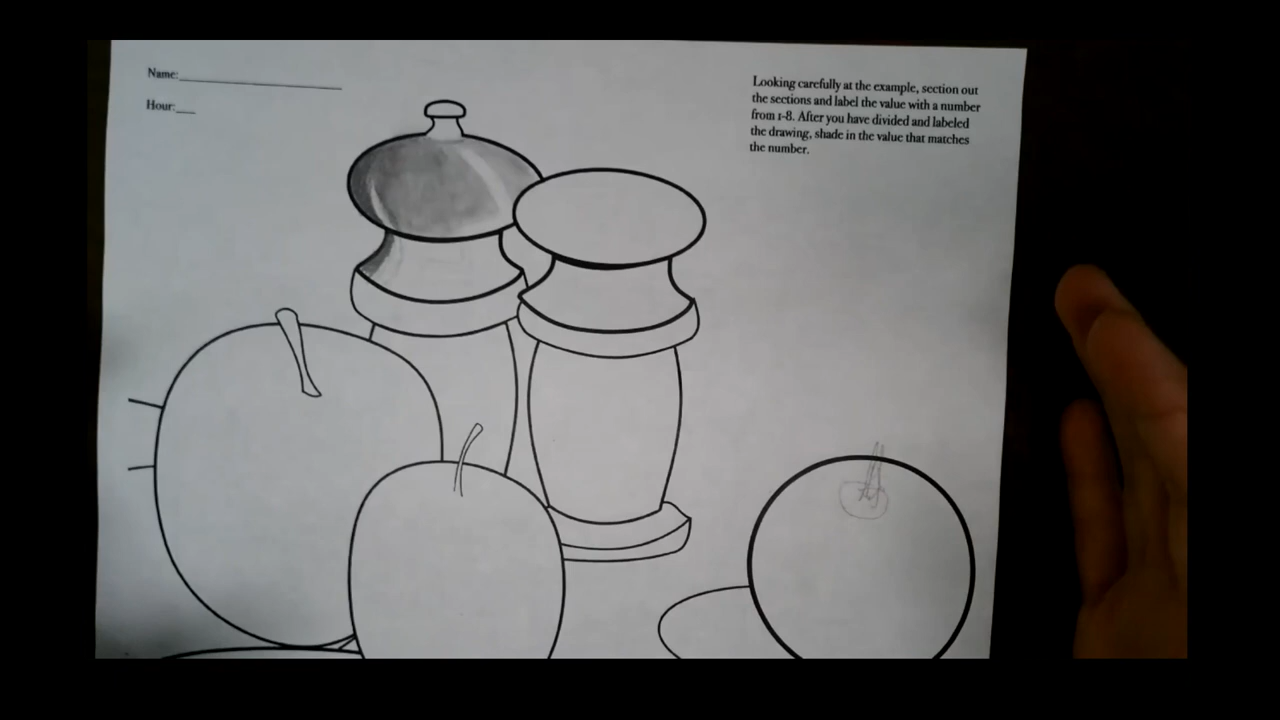 Name:
Hour:
Looking carefully at the example, section out
the sections and label the value with a number
from 1-8. After you have divided and labeled
the drawing, shade in the value that matches
the number.